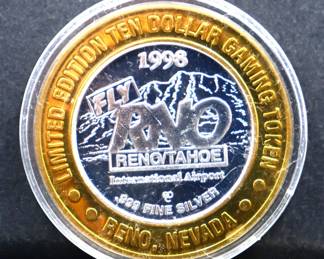 LIMITED EDITION TEN DOLLAR GAMING TOKEN
1998
FLY
RNO
RENO/TAHOE
International Airport
.999 FINE SILVER
RENO, NEVADA